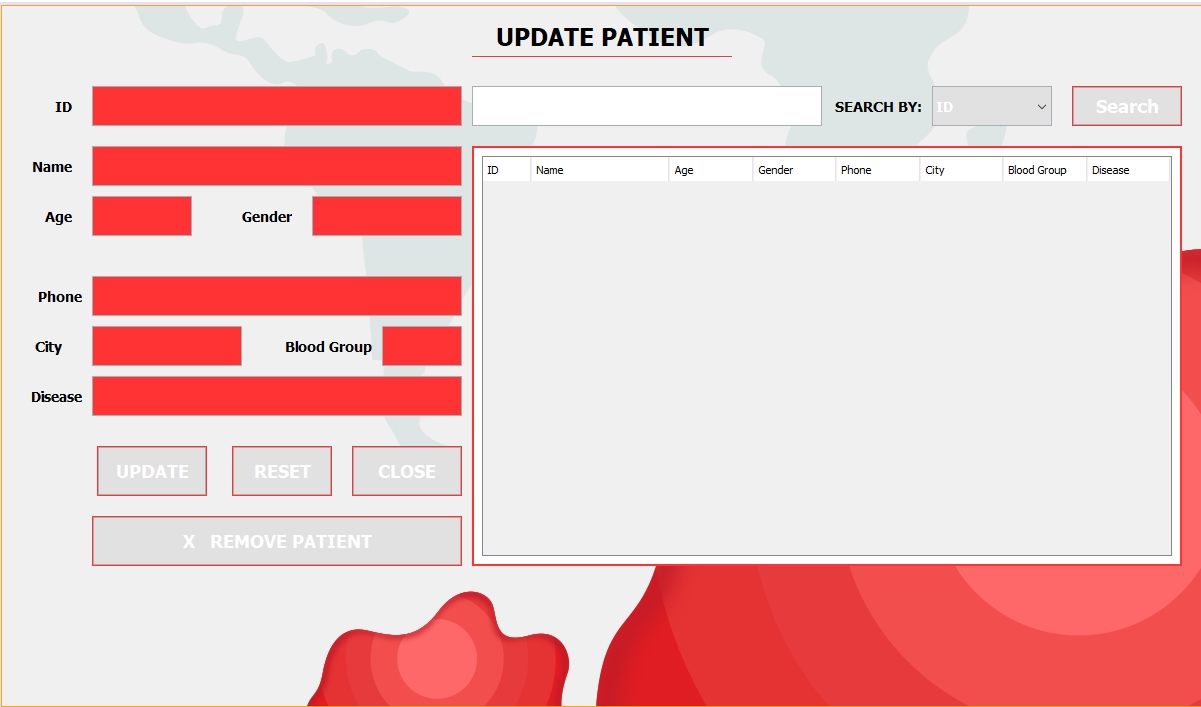 UPDATE PATIENT
ID
SEARCH BY:
ID
Search
Name
Age
Gender
Phone
City
Blood Group
Disease
ID Name Age Gender Phone City Blood Group Disease
UPDATE
RESET
CLOSE
X REMOVE PATIENT